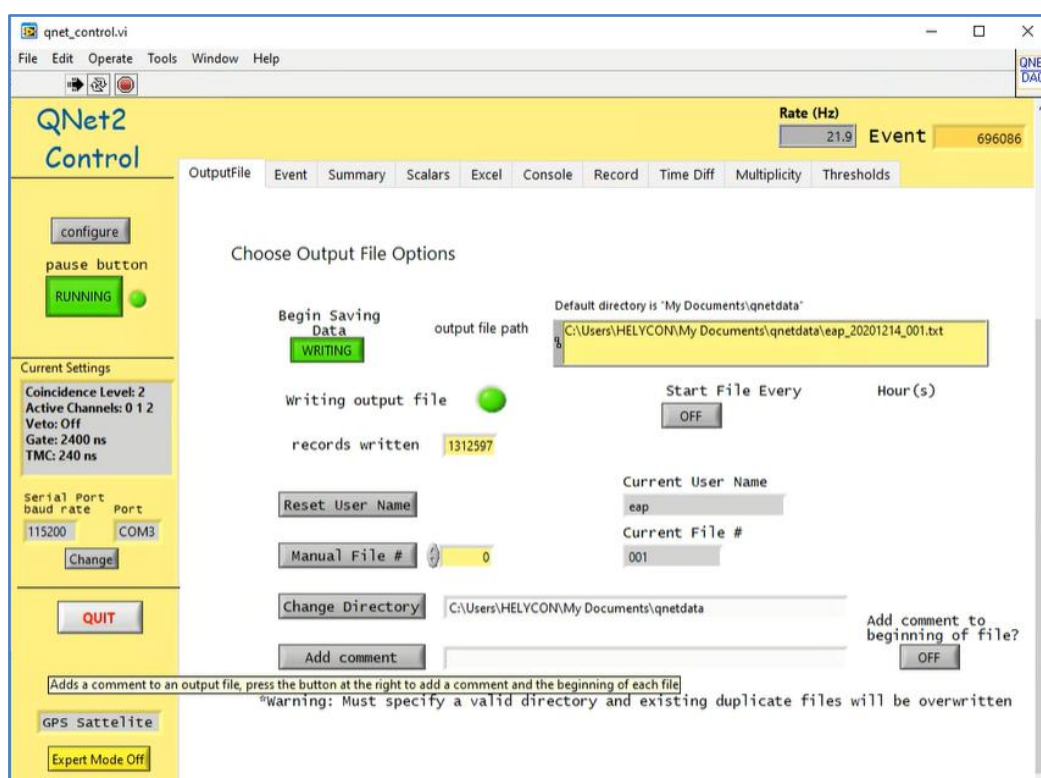 qnet_control.vi
File Edit Operate Tools Window Help
QNE
DAQ
QNet2
Control
Rate (Hz)
21.9
Event
696086
OutputFile Event Summary Scalars Excel Console Record Time Diff Multiplicity Thresholds
configure
pause button
RUNNING
Choose Output File Options
Begin Saving
Data
WRITING
output file path
Default directory is "My Documents\qnetdata"
C:\Users\HELYCON\My Documents\qnetdata\eap_20201214_001.txt
Current Settings
Coincidence Level: 2
Active Channels: 0 1 2
Veto: Off
Gate: 2400 ns
TMC: 240 ns
Writing output file
Start File Every
Hour(s)
OFF
records written
1312597
Serial Port
baud rate Port
115200 COM3
Change
Reset User Name
Current User Name
eap
Manual File #
0
Current File #
001
QUIT
Change Directory
C:\Users\HELYCON\My Documents\qnetdata
Add comment
Add comment to
beginning of file?
OFF
Adds a comment to an output file, press the button at the right to add a comment and the beginning of each file
*Warning: Must specify a valid directory and existing duplicate files will be overwritten
GPS Sattelite
Expert Mode Off